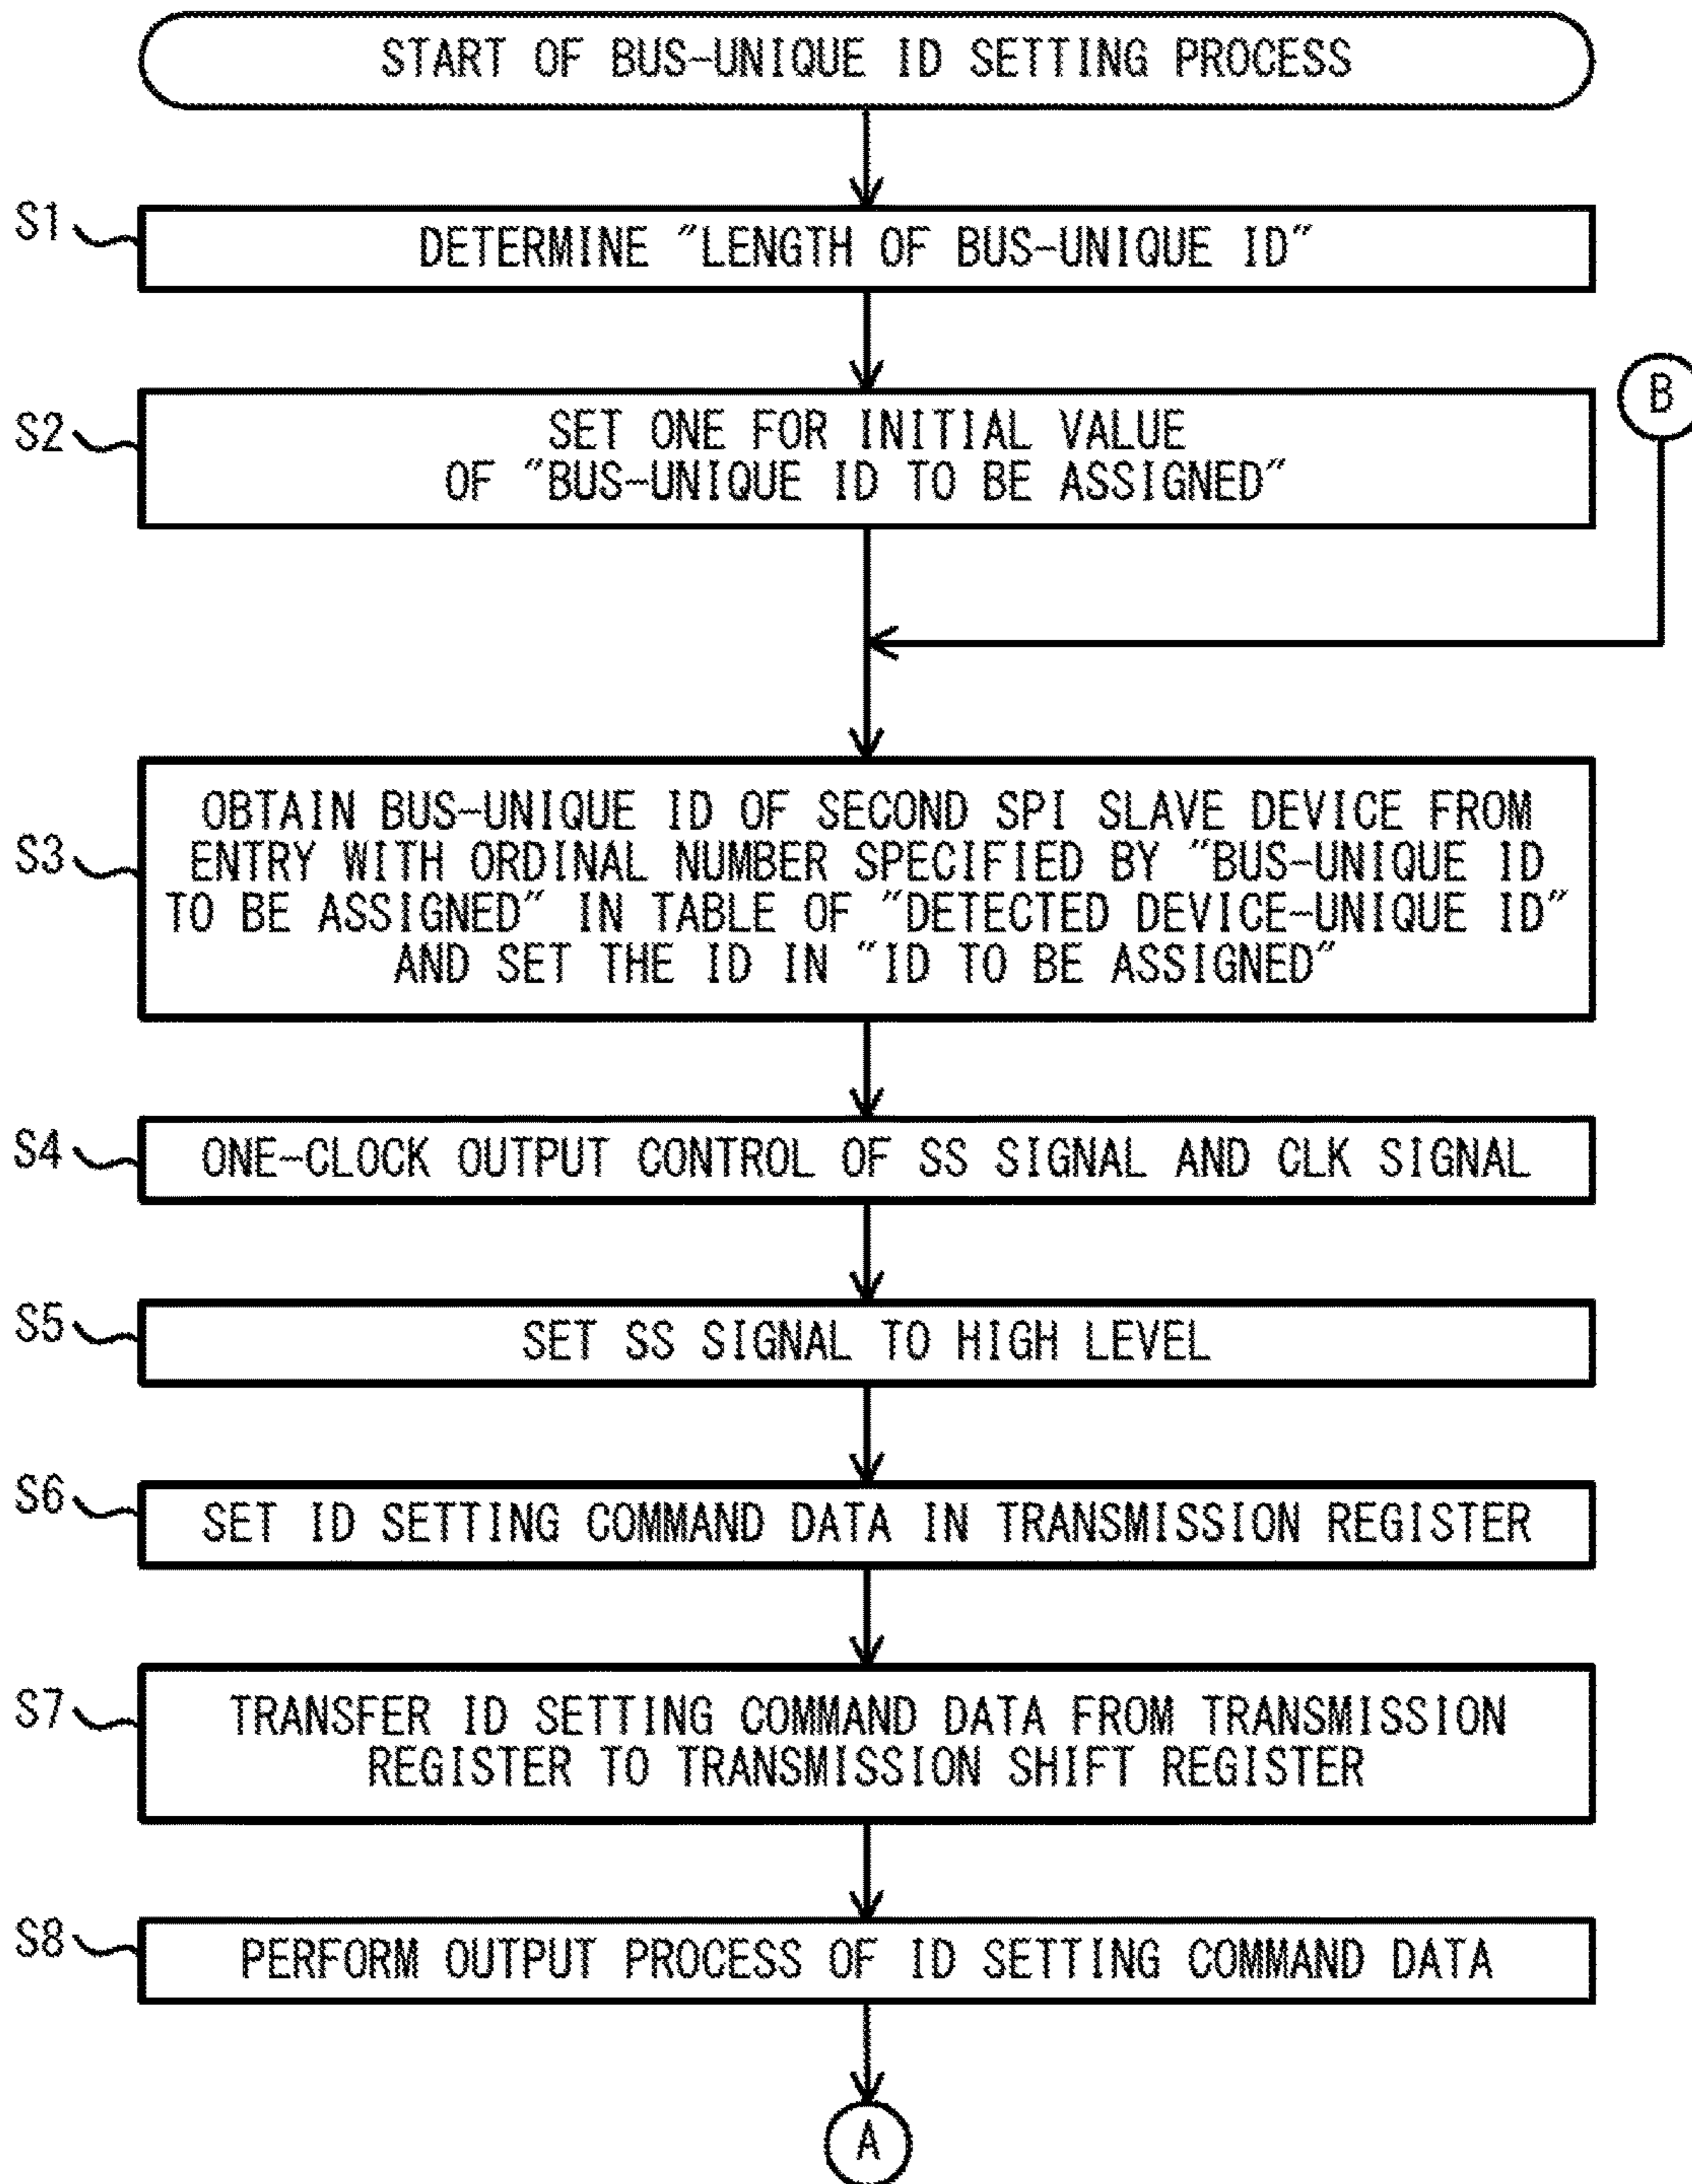 START OF BUS-UNIQUE ID SETTING PROCESS
S1
DETERMINE "LENGTH OF BUS-UNIQUE ID"
B
S2
SET ONE FOR INITIAL VALUE
OF "BUS-UNIQUE ID TO BE ASSIGNED"
S3
OBTAIN BUS-UNIQUE ID OF SECOND SPI SLAVE DEVICE FROM
ENTRY WITH ORDINAL NUMBER SPECIFIED BY "BUS-UNIQUE ID
TO BE ASSIGNED" IN TABLE OF "DETECTED DEVICE-UNIQUE ID"
AND SET THE ID IN "ID TO BE ASSIGNED"
S4
ONE-CLOCK OUTPUT CONTROL OF SS SIGNAL AND CLK SIGNAL
S5
SET SS SIGNAL TO HIGH LEVEL
S6
SET ID SETTING COMMAND DATA IN TRANSMISSION REGISTER
S7
TRANSFER ID SETTING COMMAND DATA FROM TRANSMISSION
REGISTER TO TRANSMISSION SHIFT REGISTER
S8
PERFORM OUTPUT PROCESS OF ID SETTING COMMAND DATA
A